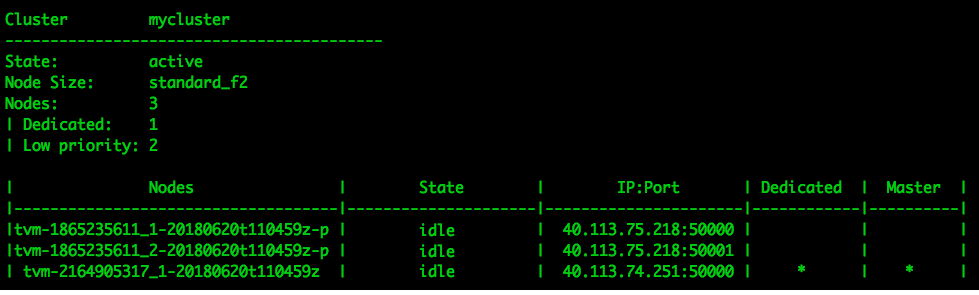 Cluster         mycluster
------------------------------------------
State:          active
Node Size:      standard_f2
Nodes:          3
| Dedicated:    1
| Low priority: 2
|               Nodes                |        State        |        IP:Port       | Dedicated  |  Master  |
|------------------------------------|---------------------|----------------------|------------|----------|
|tvm-1865235611_1-20180620t110459z-p |        idle         |  40.113.75.218:50000 |            |          |
|tvm-1865235611_2-20180620t110459z-p |        idle         |  40.113.75.218:50001 |            |          |
| tvm-2164905317_1-20180620t110459z  |        idle         |  40.113.74.251:50000 |     *      |    *     |